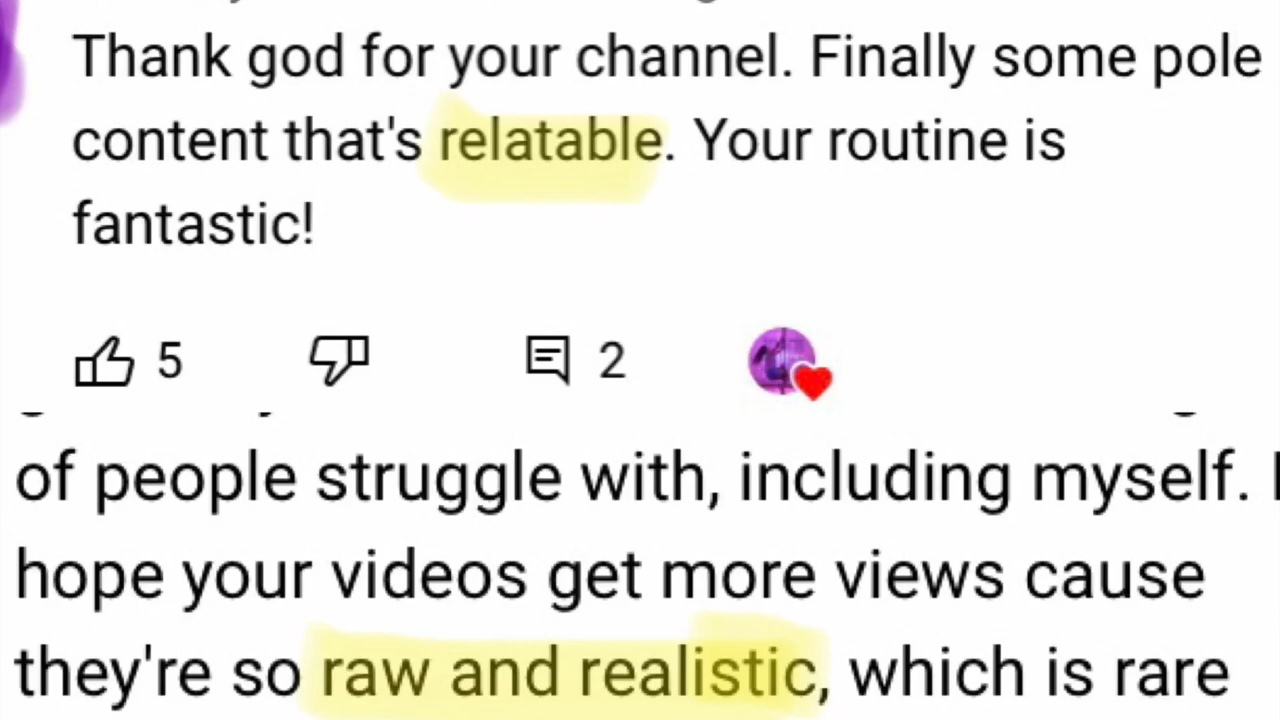 Thank god for your channel. Finally some pole
content that's relatable. Your routine is
fantastic!
5 2
of people struggle with, including myself.
hope your videos get more views cause
they're so raw and realistic, which is rare